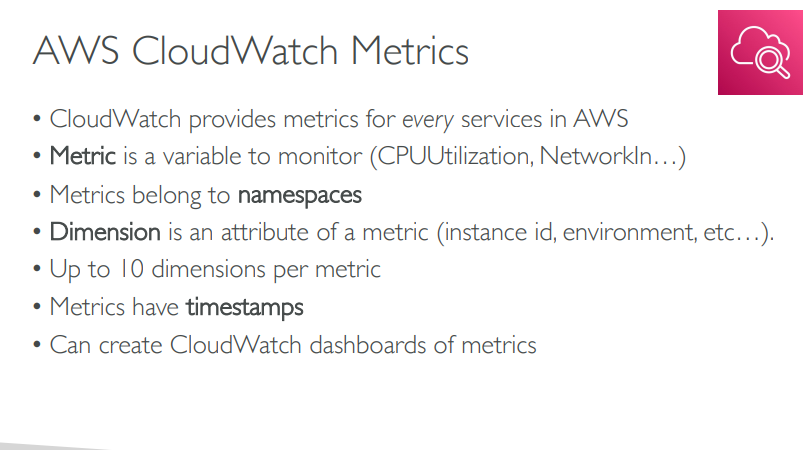 AWS CloudWatch Metrics
• CloudWatch provides metrics for every services in AWS
• Metric is a variable to monitor (CPUUtilization, NetworkIn…)
• Metrics belong to namespaces
• Dimension is an attribute of a metric (instance id, environment, etc…).
• Up to 10 dimensions per metric
• Metrics have timestamps
• Can create CloudWatch dashboards of metrics